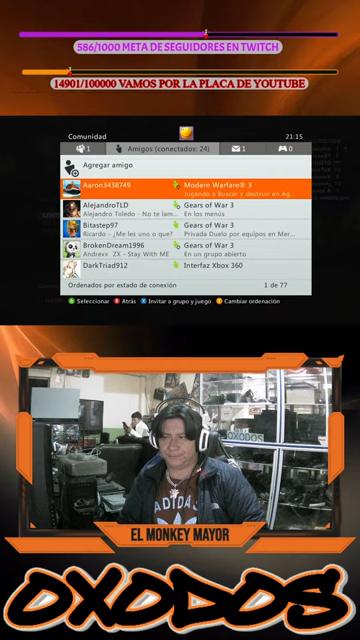 586/1000 META DE SEGUIDORES EN TWITCH
14901/100000 VAMOS POR LA PLACA DE YOUTUBE
Comunidad 21:15
1 Amigos (conectados: 24) 1 0
Agregar amigo
Aaron3438749 Modern Warfare® 3
Jugando a Buscar y destruir en Ag...
AlejandroTLD Gears of War 3
Alejandro Toledo - No te lam... En los menús
Bitastep97 Gears of War 3
Ricardo - ¿Me les uno o que? Privada Duelo por equipos en Mer...
BrokenDream1996 Gears of War 3
Andrexx ZX - Stay With ME En un grupo abierto
DarkTriad912 Interfaz Xbox 360
Ordenados por estado de conexión 1 de 77
A Seleccionar B Atrás X Invitar a grupo y juego Y Cambiar ordenación
OXODOS
ADIDAS
EL MONKEY MAYOR
OXODOS